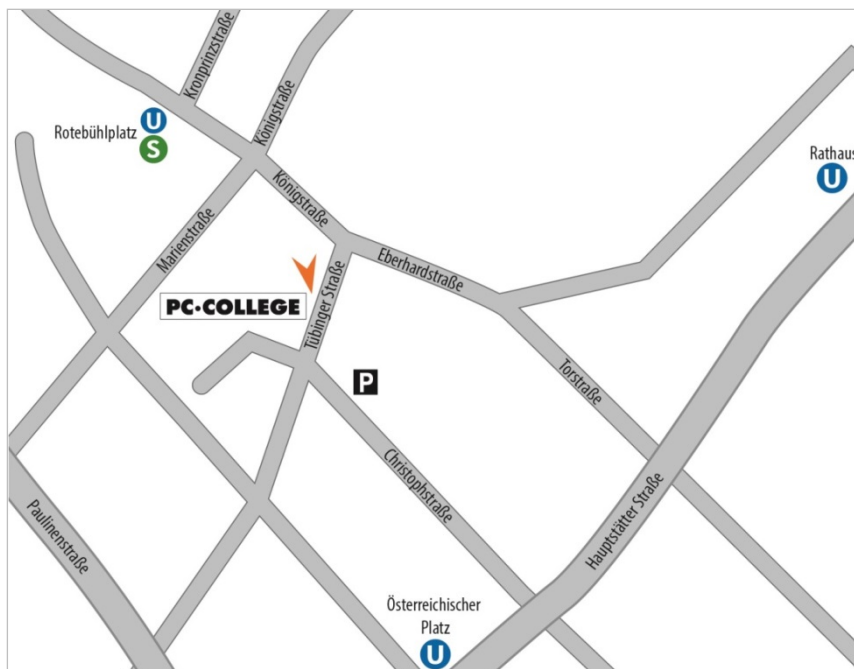 Kronprinzstraße
Königstraße
U
Rotebühlplatz
S
Rathaus
U
Königstraße
Marienstraße
Eberhardstraße
PC·COLLEGE
Tübinger Straße
P
Torstraße
Christophstraße
Hauptstätter Straße
Paulinenstraße
Österreichischer
Platz
U